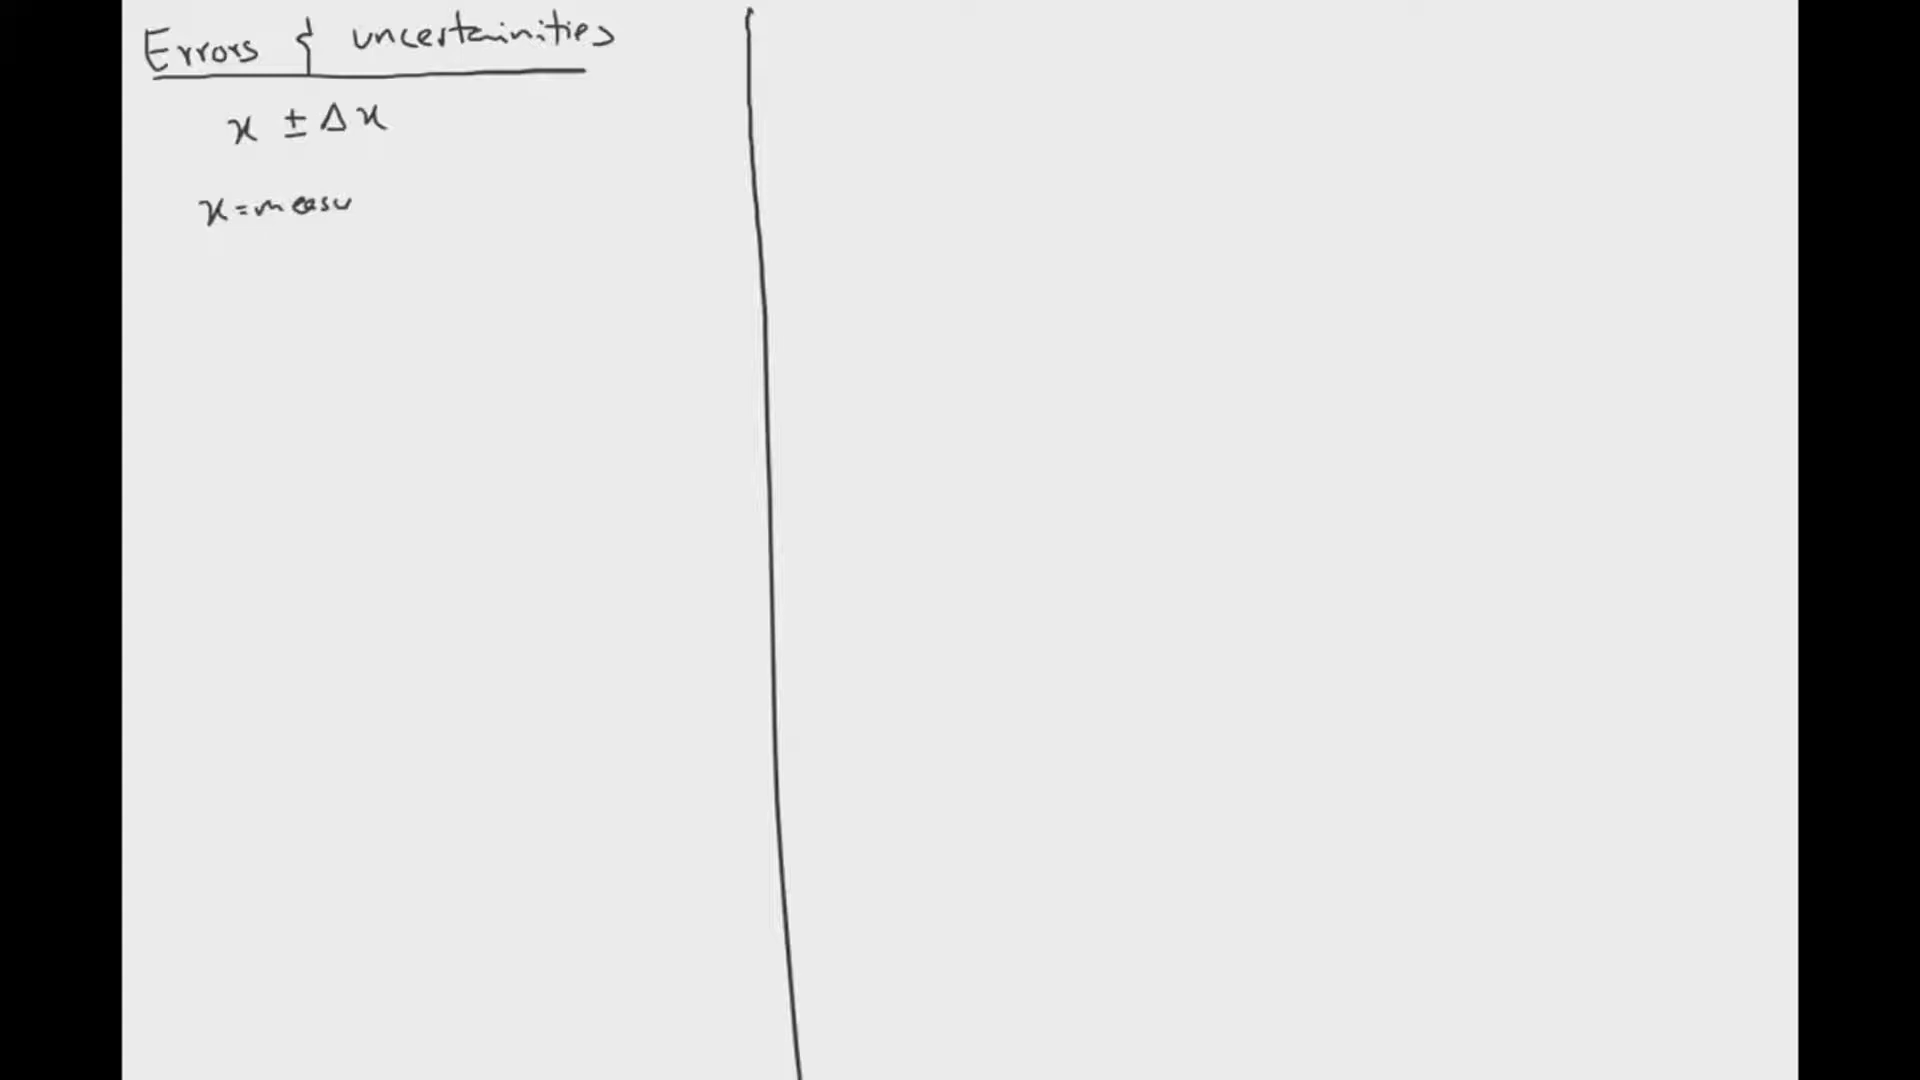 Errors & uncertainities
x ± Δx
x = measu